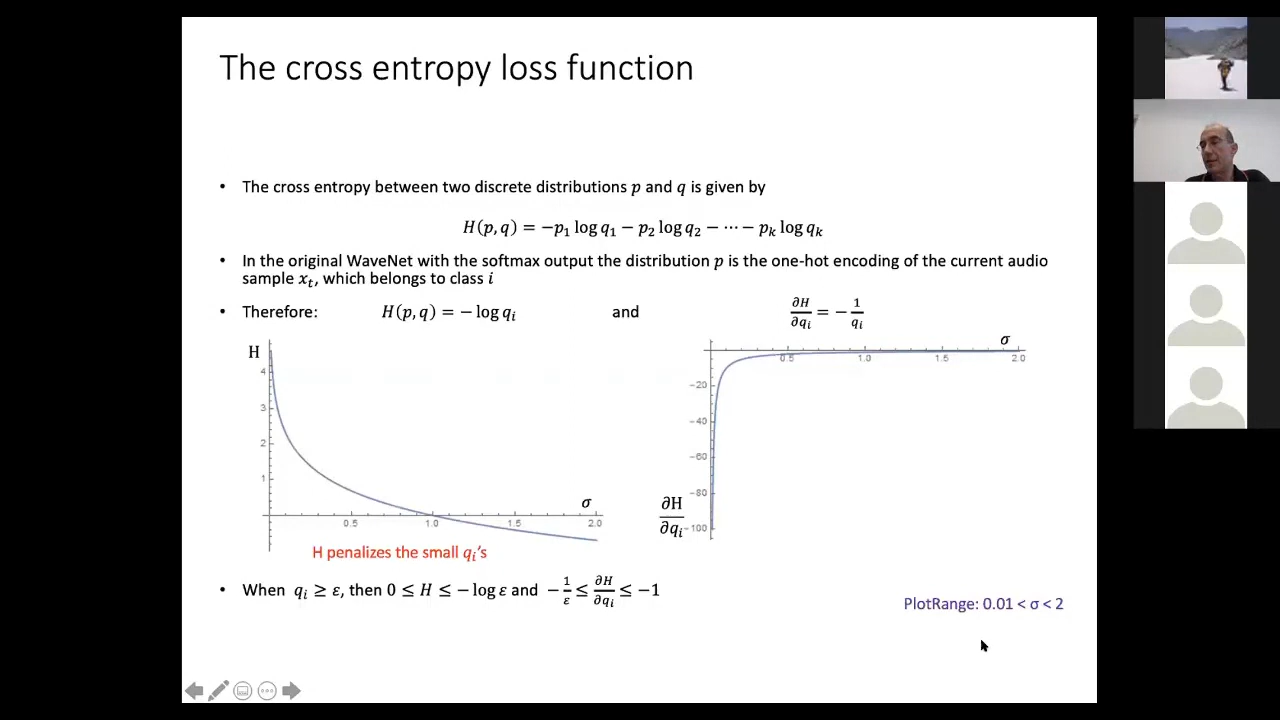 The cross entropy loss function
• The cross entropy between two discrete distributions p and q is given by
H(p, q) = −p₁ log q₁ − p₂ log q₂ − ⋯ − pₖ log qₖ
• In the original WaveNet with the softmax output the distribution p is the one-hot encoding of the current audio
sample xₜ, which belongs to class i
• Therefore: H(p, q) = − log qᵢ and ∂H/∂qᵢ = − 1/qᵢ
H
4
3
2
1
0.5 1.0 1.5 2.0
σ
H penalizes the small qᵢ's
σ
0.5 1.0 1.5 2.0
−20
−40
−60
−80
−100
∂H/∂qᵢ
• When qᵢ ≥ ε, then 0 ≤ H ≤ − log ε and − 1/ε ≤ ∂H/∂qᵢ ≤ −1
PlotRange: 0.01 < σ < 2